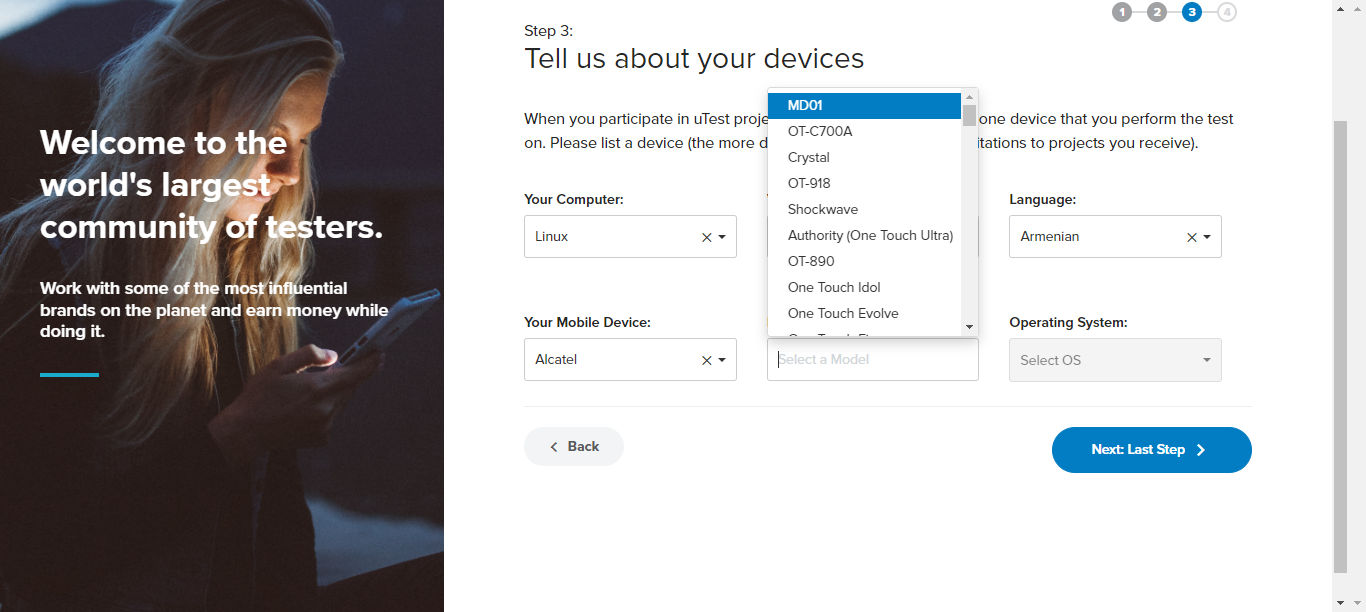 Welcome to the
world's largest
community of testers.
Work with some of the most influential
brands on the planet and earn money while
doing it.
1 2 3 4
Step 3:
Tell us about your devices
When you participate in uTest proje one device that you perform the test
on. Please list a device (the more d itations to projects you receive).
MD01
OT-C700A
Crystal
OT-918
Shockwave
Authority (One Touch Ultra)
OT-890
One Touch Idol
One Touch Evolve
Your Computer:
Linux
Language:
Armenian
Your Mobile Device:
Alcatel
Select a Model
Operating System:
Select OS
Back
Next: Last Step